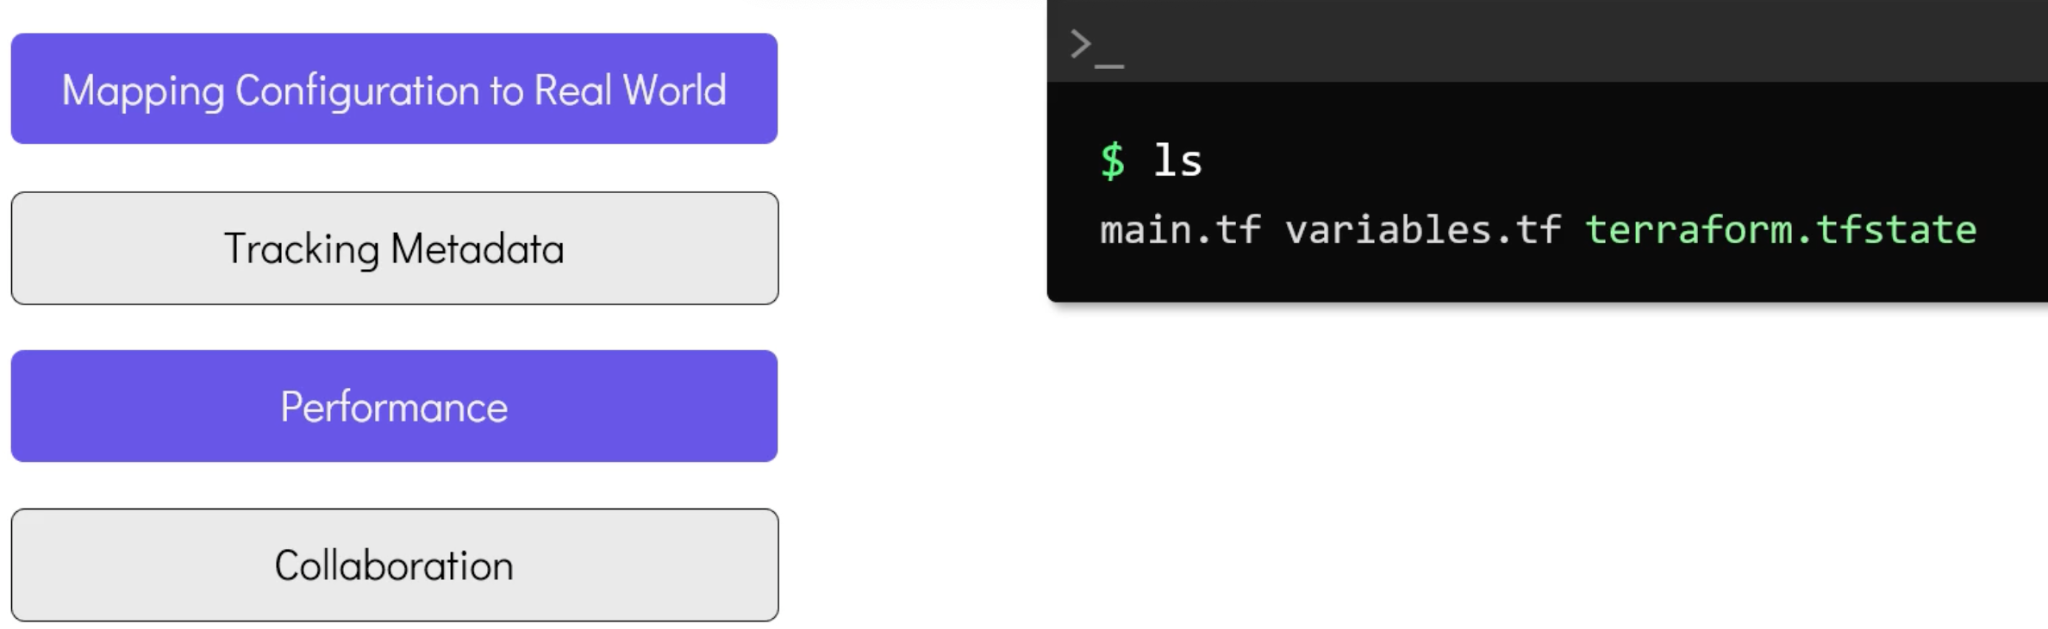 Mapping Configuration to Real World
Tracking Metadata
Performance
Collaboration
>_
$ ls
main.tf variables.tf terraform.tfstate